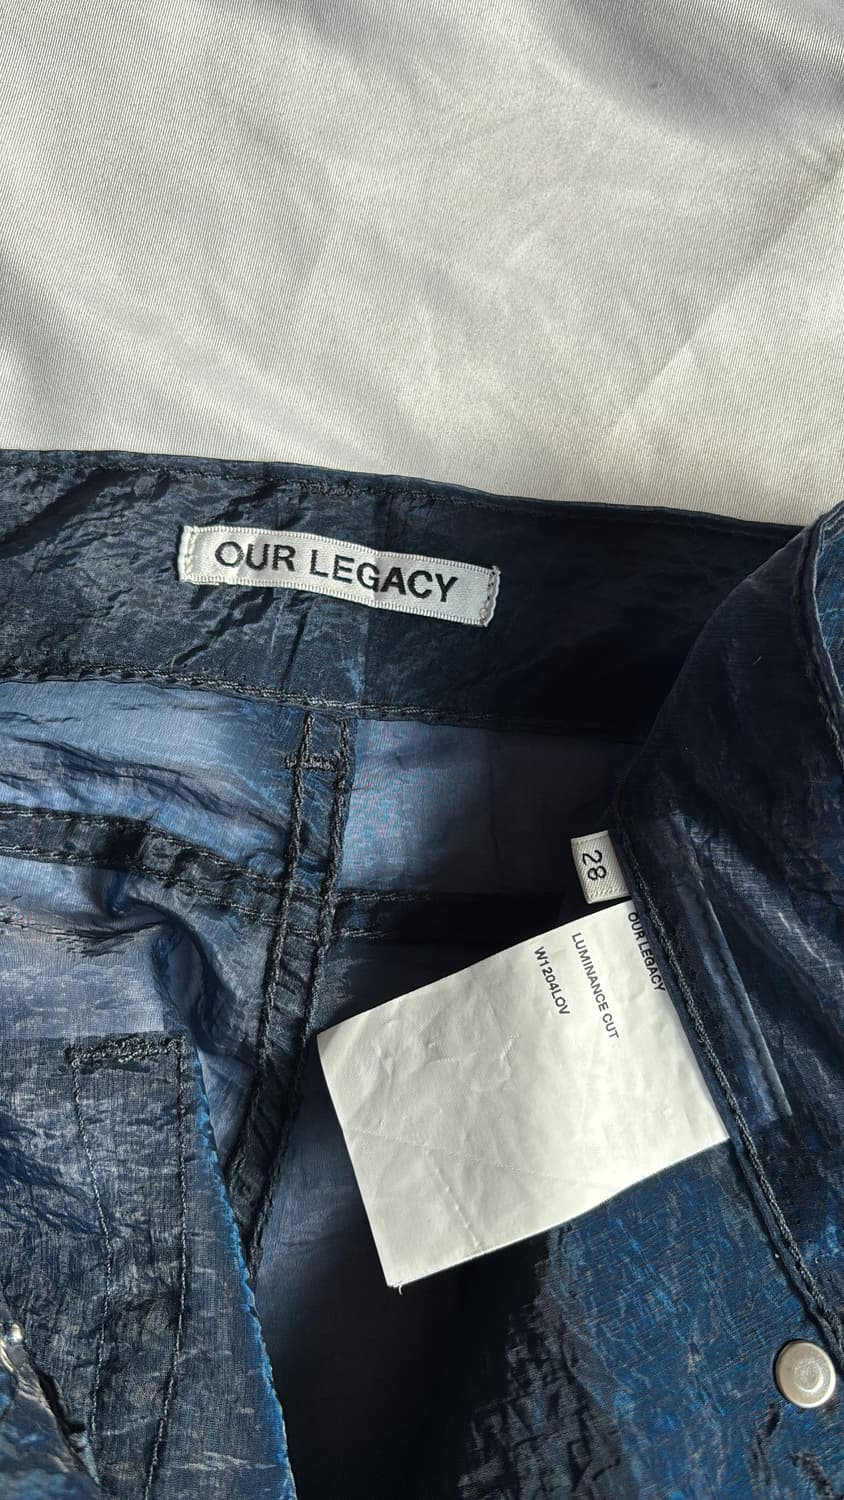 OUR LEGACY
28
OUR LEGACY
LUMINANCE CUT
W1204LOV